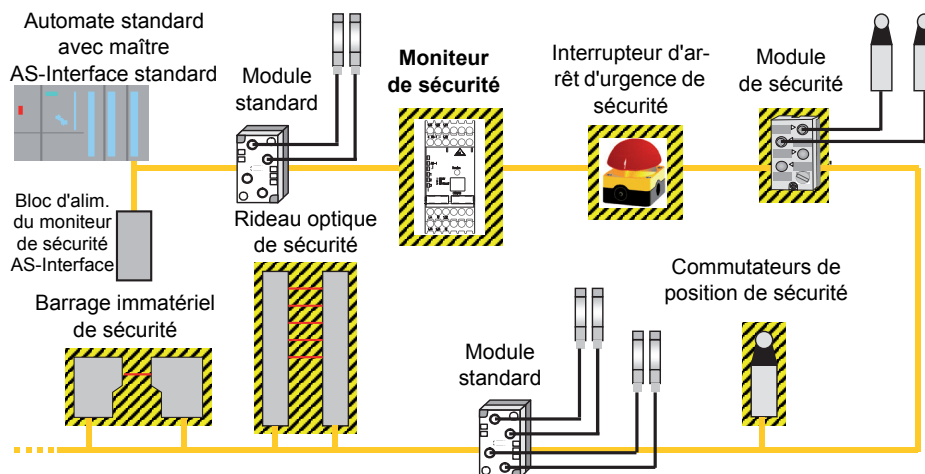 Automate standard
avec maître
AS-Interface standard
Module
standard
Moniteur
de sécurité
Interrupteur d'ar-
rêt d'urgence de
sécurité
Module
de sécurité
Bloc d'alim.
du moniteur
de sécurité
AS-Interface
Rideau optique
de sécurité
Barrage immatériel
de sécurité
Commutateurs de
position de sécurité
Module
standard